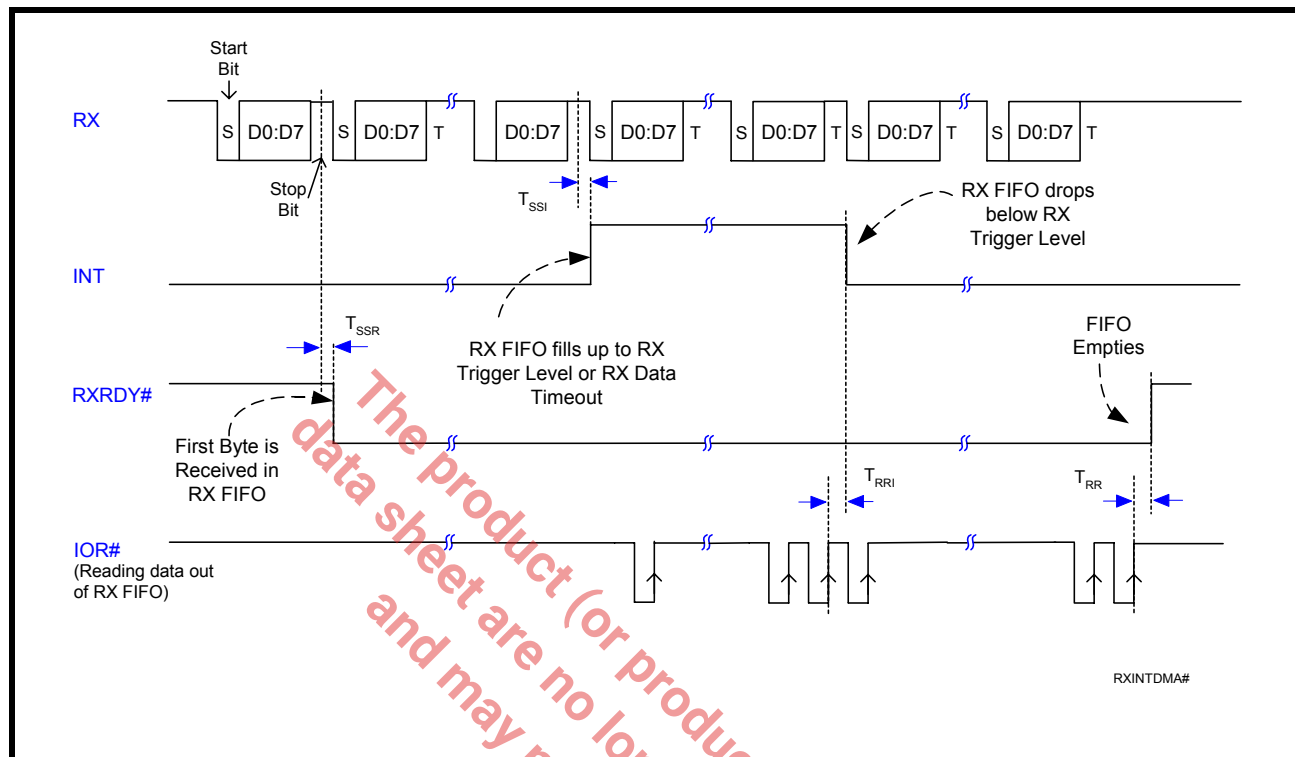 Start
Bit
RX
S
D0:D7
S
D0:D7
T
D0:D7
S
D0:D7
T
S
D0:D7
T
S
D0:D7
T
S
D0:D7
T
Stop
Bit
TSSI
RX FIFO drops
below RX
Trigger Level
INT
TSSR
RX FIFO fills up to RX
Trigger Level or RX Data
Timeout
FIFO
Empties
RXRDY#
First Byte is
Received in
RX FIFO
TRRI
TRR
IOR#
(Reading data out
of RX FIFO)
RXINTDMA#
The product (or produc
data sheet are no lon
and may n